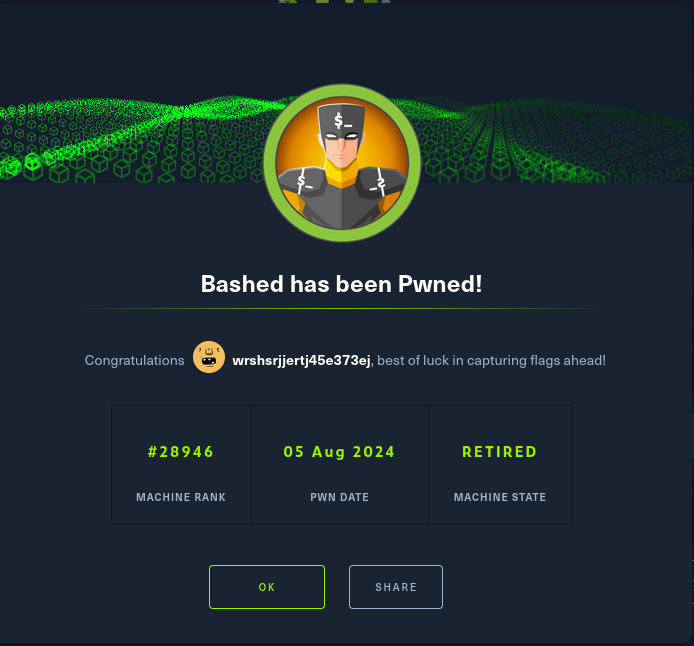 $_
$_
_$
Bashed has been Pwned!
Congratulations wrshsrjjertj45e373ej, best of luck in capturing flags ahead!
#28946 05 Aug 2024 RETIRED
MACHINE RANK PWN DATE MACHINE STATE
OK SHARE